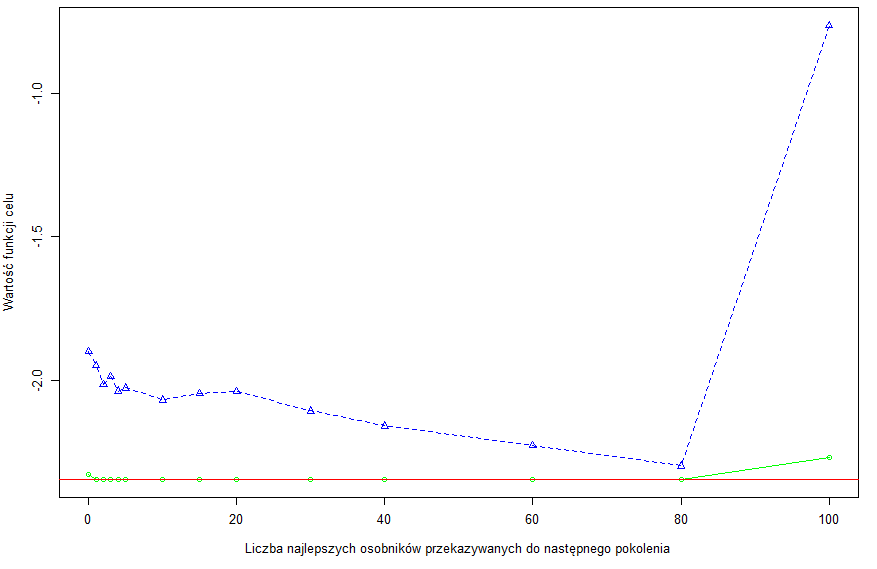 -1.0
-1.5
-2.0
Wartość funkcji celu
0 20 40 60 80 100
Liczba najlepszych osobników przekazywanych do następnego pokolenia